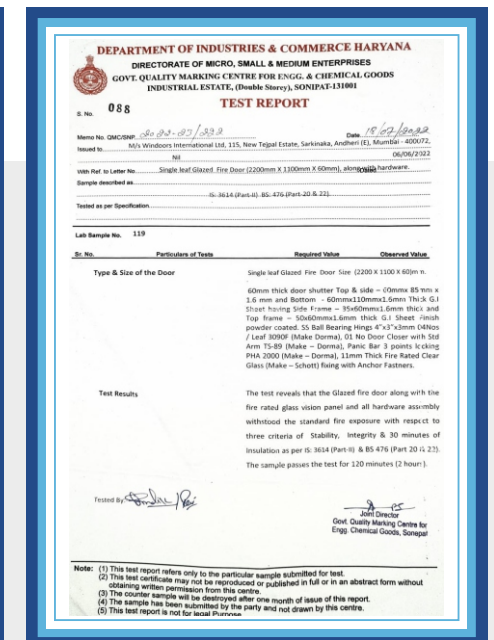 DEPARTMENT OF INDUSTRIES & COMMERCE HARYANA
DIRECTORATE OF MICRO, SMALL & MEDIUM ENTERPRISES
GOVT. QUALITY MARKING CENTRE FOR ENGG. & CHEMICAL GOODS
INDUSTRIAL ESTATE, (Double Storey), SONIPAT-131001
S. No. 088
TEST REPORT
Memo No. QMC/SNP. 2022-23/222 Date 18/07/2022
Issued to M/s Windoors International Ltd, 115, New Tejpal Estate, Sarkinaka, Andheri (E), Mumbai - 400072,
Nil 06/06/2022
With Ref. to Letter No. Single leaf Glazed Fire Door (2200mm X 1100mm X 60mm), along with hardware.
Sample described as
IS: 3614 (Part-II) BS: 476 (Part-20 & 22).
Tested as per Specification
Lab Sample No. 119
Sr. No. Particulars of Tests Required Value Observed Value
Type & Size of the Door Single leaf Glazed Fire Door Size (2200 X 1100 X 60)m n.
60mm thick door shutter Top & side – 60mmx 85mm x
1.6 mm and Bottom - 60mmx110mmx1.6mm Thick G.I
Sheet having Side Frame – 35x60mmx1.6mm thick and
Top frame – 50x60mmx1.6mm thick G.I Sheet Finish
powder coated. SS Ball Bearing Hings 4"x3"x3mm 04Nos
/ Leaf 3090F (Make Dorma), 01 No Door Closer with Std
Arm TS-89 (Make – Dorma), Panic Bar 3 points locking
PHA 2000 (Make – Dorma), 11mm Thick Fire Rated Clear
Glass (Make – Schott) fixing with Anchor Fasteners.
Test Results The test reveals that the Glazed fire door along with the
fire rated glass vision panel and all hardware assembly
withstood the standard fire exposure with respect to
three criteria of Stability, Integrity & 30 minutes of
Insulation as per IS: 3614 (Part-II) & BS 476 (Part 20 & 22).
The sample passes the test for 120 minutes (2 hour).
Tested By:
Joint Director
Govt. Quality Marking Centre for
Engg. Chemical Goods, Sonepat
Note: (1) This test report refers only to the particular sample submitted for test.
(2) This test certificate may not be reproduced or published in full or in an abstract form without
obtaining written permission from this centre.
(3) The counter sample will be destroyed after one month of issue of this report.
(4) The sample has been submitted by the party and not drawn by this centre.
(5) This test report is not for legal Purpose